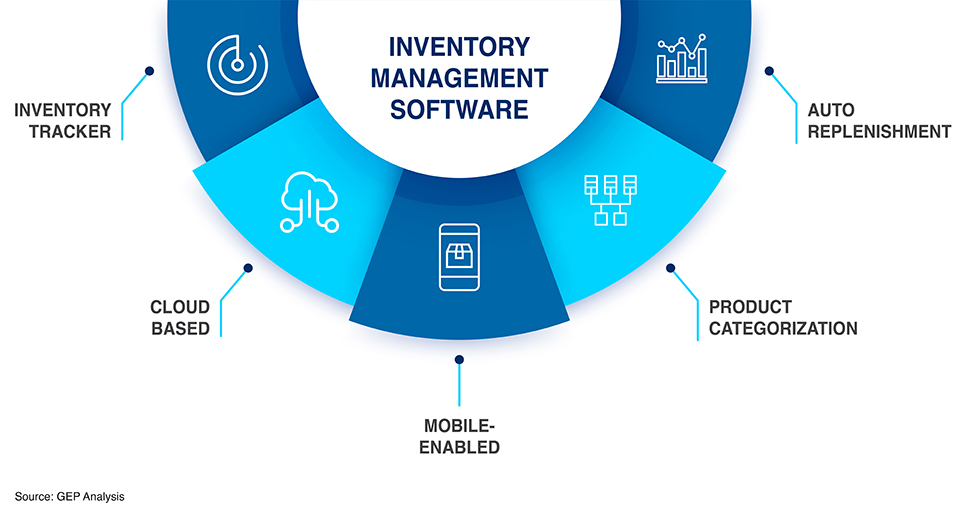 INVENTORY
MANAGEMENT
SOFTWARE
INVENTORY
TRACKER
CLOUD
BASED
MOBILE-
ENABLED
PRODUCT
CATEGORIZATION
AUTO
REPLENISHMENT
Source: GEP Analysis